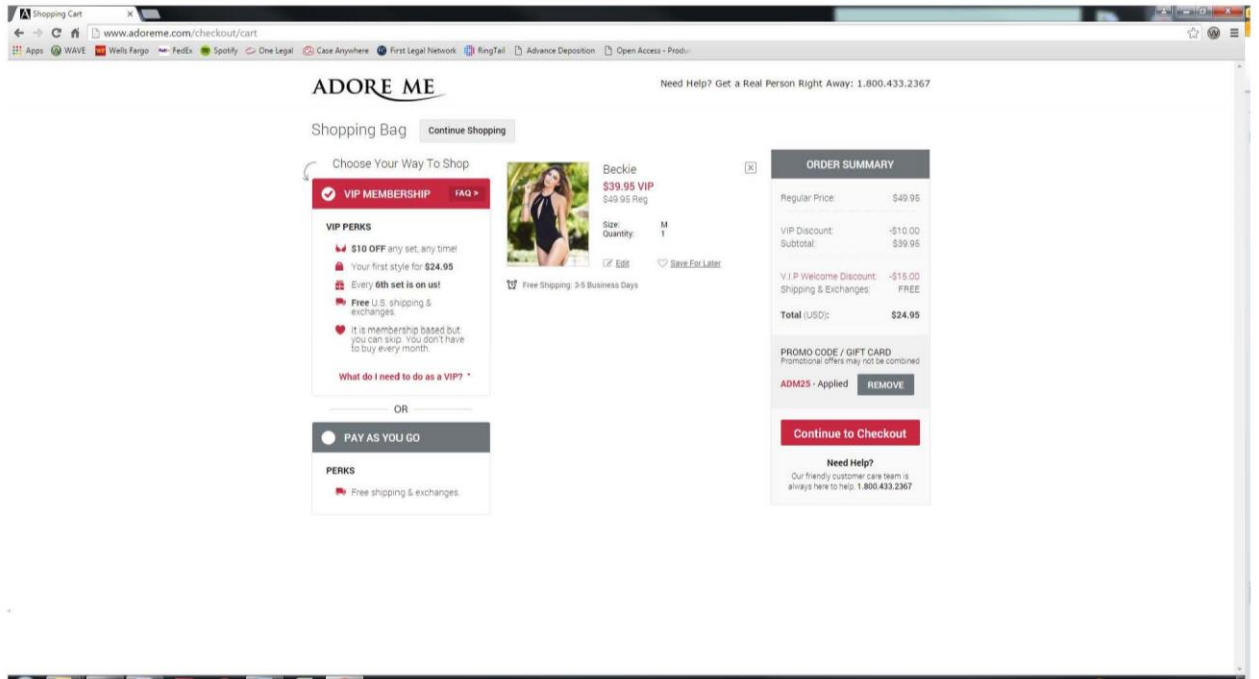 Shopping Cart
www.adoreme.com/checkout/cart
Apps WAVE Wells Fargo FedEx Spotify One Legal Case Anywhere First Legal Network RingTail Advance Deposition Open Access - Produ
ADORE ME
Need Help? Get a Real Person Right Away: 1.800.433.2367
Shopping Bag
Continue Shopping
Choose Your Way To Shop
VIP MEMBERSHIP
FAQ >
VIP PERKS
$10 OFF any set, any time!
Your first style for $24.95
Every 6th set is on us!
Free U.S. shipping &
exchanges.
It is membership based but
you can skip. You don't have
to buy every month.
What do I need to do as a VIP? *
OR
PAY AS YOU GO
PERKS
Free shipping & exchanges.
Beckie
$39.95 VIP
$49.95 Reg
Size: M
Quantity: 1
Edit
Save For Later
Free Shipping: 3-5 Business Days
ORDER SUMMARY
Regular Price: $49.95
VIP Discount: -$10.00
Subtotal: $39.95
V.I.P Welcome Discount: -$15.00
Shipping & Exchanges: FREE
Total (USD): $24.95
PROMO CODE / GIFT CARD
Promotional offers may not be combined
ADM25 - Applied
REMOVE
Continue to Checkout
Need Help?
Our friendly customer care team is
always here to help. 1.800.433.2367